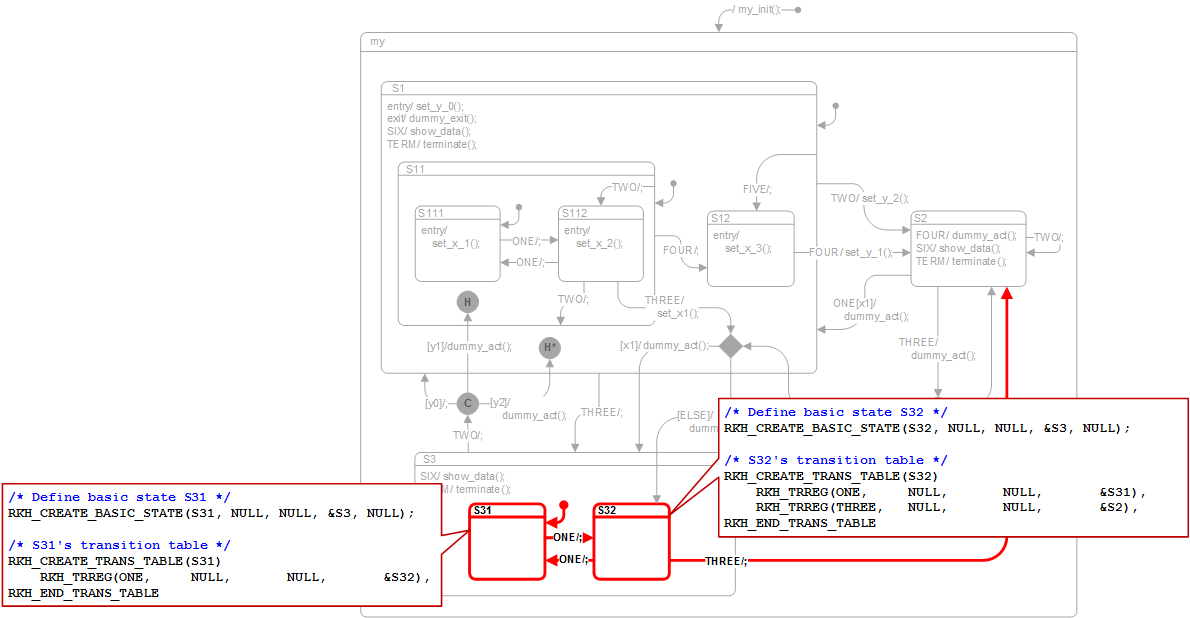 / my_init();
my
S1
entry/ set_y_0();
exit/ dummy_exit();
SIX/ show_data();
TERM/ terminate();
S11
TWO/;
S111
entry/
set_x_1();
ONE/;
ONE/;
S112
entry/
set_x_2();
FIVE/;
S12
entry/
set_x_3();
FOUR/;
TWO/ set_y_2();
FOUR/ set_y_1();
S2
FOUR/ dummy_act();
SIX/ show_data();
TERM/ terminate();
TWO/;
H
TWO/;
THREE/
set_x1();
ONE[x1]/
dummy_act();
[y1]/dummy_act();
H*
[x1]/ dummy_act();
THREE/
dummy_act();
[y0]/;
C
[y2]/
dummy_act();
THREE/;
[ELSE]/
dumm
TWO/;
S3
SIX/ show_data();
M/ terminate();
/* Define basic state S32 */
RKH_CREATE_BASIC_STATE(S32, NULL, NULL, &S3, NULL);
/* S32's transition table */
RKH_CREATE_TRANS_TABLE(S32)
RKH_TRREG(ONE, NULL, NULL, &S31),
RKH_TRREG(THREE, NULL, NULL, &S2),
RKH_END_TRANS_TABLE
/* Define basic state S31 */
RKH_CREATE_BASIC_STATE(S31, NULL, NULL, &S3, NULL);
/* S31's transition table */
RKH_CREATE_TRANS_TABLE(S31)
RKH_TRREG(ONE, NULL, NULL, &S32),
RKH_END_TRANS_TABLE
S31
S32
ONE/;
ONE/;
THREE/;